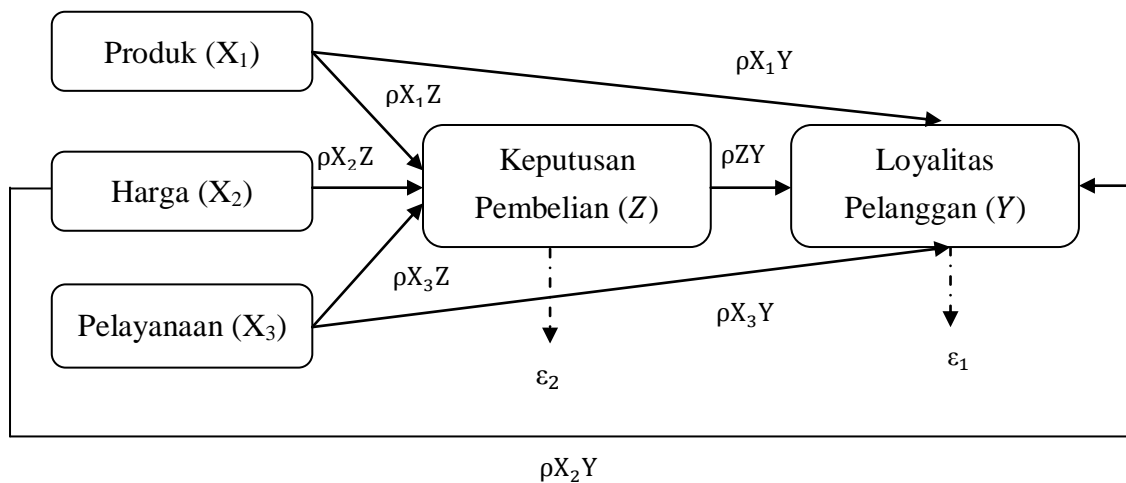 Produk (X₁)
ρX₁Y
ρX₁Z
Harga (X₂)
ρX₂Z
Keputusan
Pembelian (Z)
ρZY
Loyalitas
Pelanggan (Y)
Pelayanaan (X₃)
ρX₃Z
ρX₃Y
ε₂
ε₁
ρX₂Y